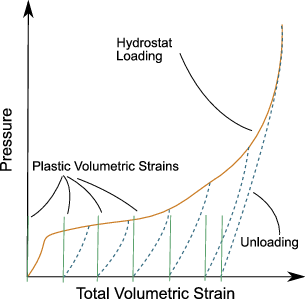 Hydrostat
Loading
Plastic Volumetric Strains
Unloading
Pressure
Total Volumetric Strain